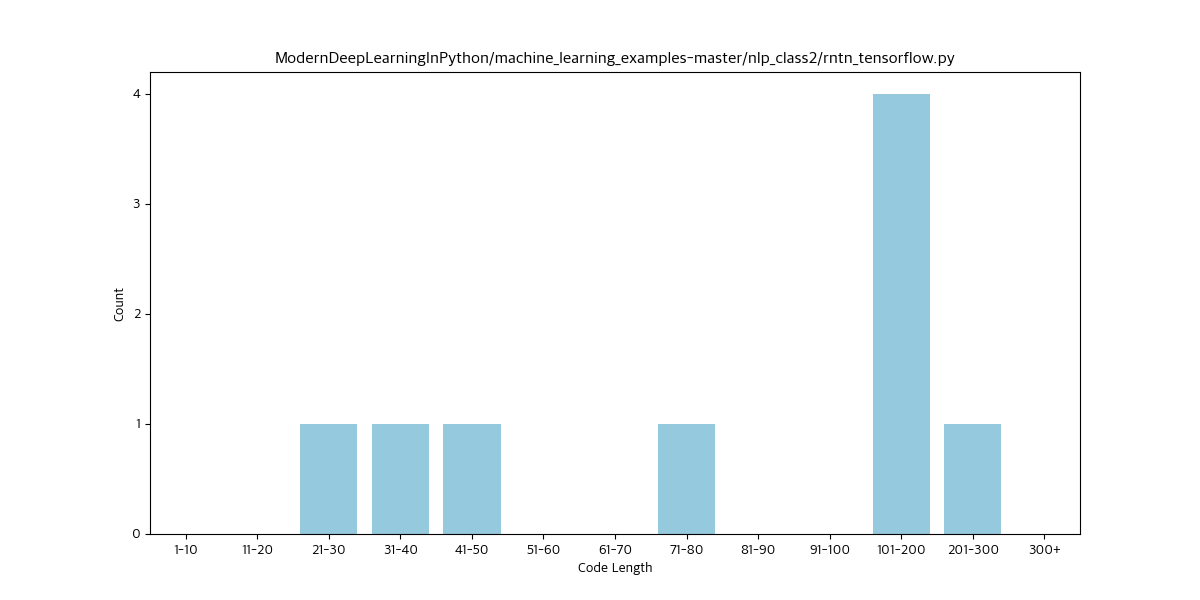 ModernDeepLearningInPython/machine_learning_examples-master/nlp_class2/rntn_tensorflow.py
4
3
2
1
0
Count
1-10 11-20 21-30 31-40 41-50 51-60 61-70 71-80 81-90 91-100 101-200 201-300 300+
Code Length